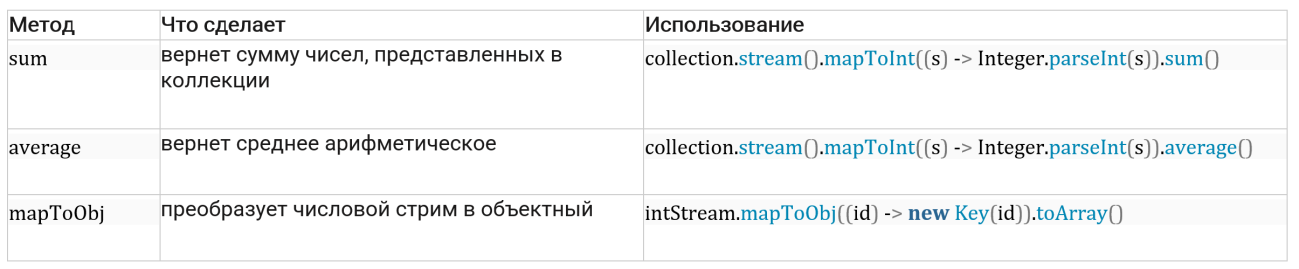 Метод Что сделает Использование
sum вернет сумму чисел, представленных в коллекции collection.stream().mapToInt((s) -> Integer.parseInt(s)).sum()
average вернет среднее арифметическое collection.stream().mapToInt((s) -> Integer.parseInt(s)).average()
mapToObj преобразует числовой стрим в объектный intStream.mapToObj((id) -> new Key(id)).toArray()